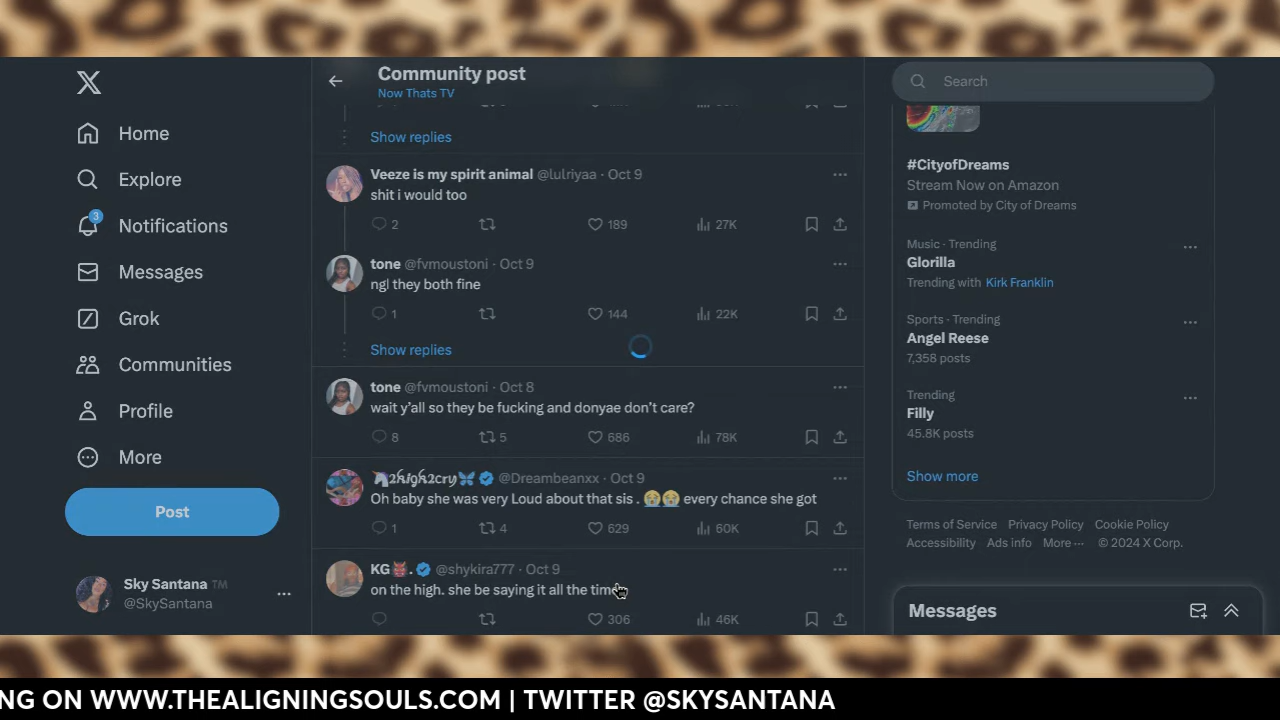 Home
Explore
3
Notifications
Messages
Grok
Communities
Profile
More
Post
Sky Santana TM
@SkySantana
Community post
Now Thats TV
Show replies
Veeze is my spirit animal @lulriyaa · Oct 9
shit i would too
2 189 27K
tone @fvmoustoni · Oct 9
ngl they both fine
1 144 22K
Show replies
tone @fvmoustoni · Oct 8
wait y'all so they be fucking and donyae don't care?
8 5 686 78K
2high2cry @Dreambeanxx · Oct 9
Oh baby she was very Loud about that sis . 😭😭 every chance she got
1 4 629 60K
KG👹. @shykira777 · Oct 9
on the high. she be saying it all the time
306 46K
Search
#CityofDreams
Stream Now on Amazon
Promoted by City of Dreams
Music · Trending
Glorilla
Trending with Kirk Franklin
Sports · Trending
Angel Reese
7,358 posts
Trending
Filly
45.8K posts
Show more
Terms of Service Privacy Policy Cookie Policy
Accessibility Ads info More ··· © 2024 X Corp.
Messages
NG ON WWW.THEALIGNINGSOULS.COM | TWITTER @SKYSANTANA